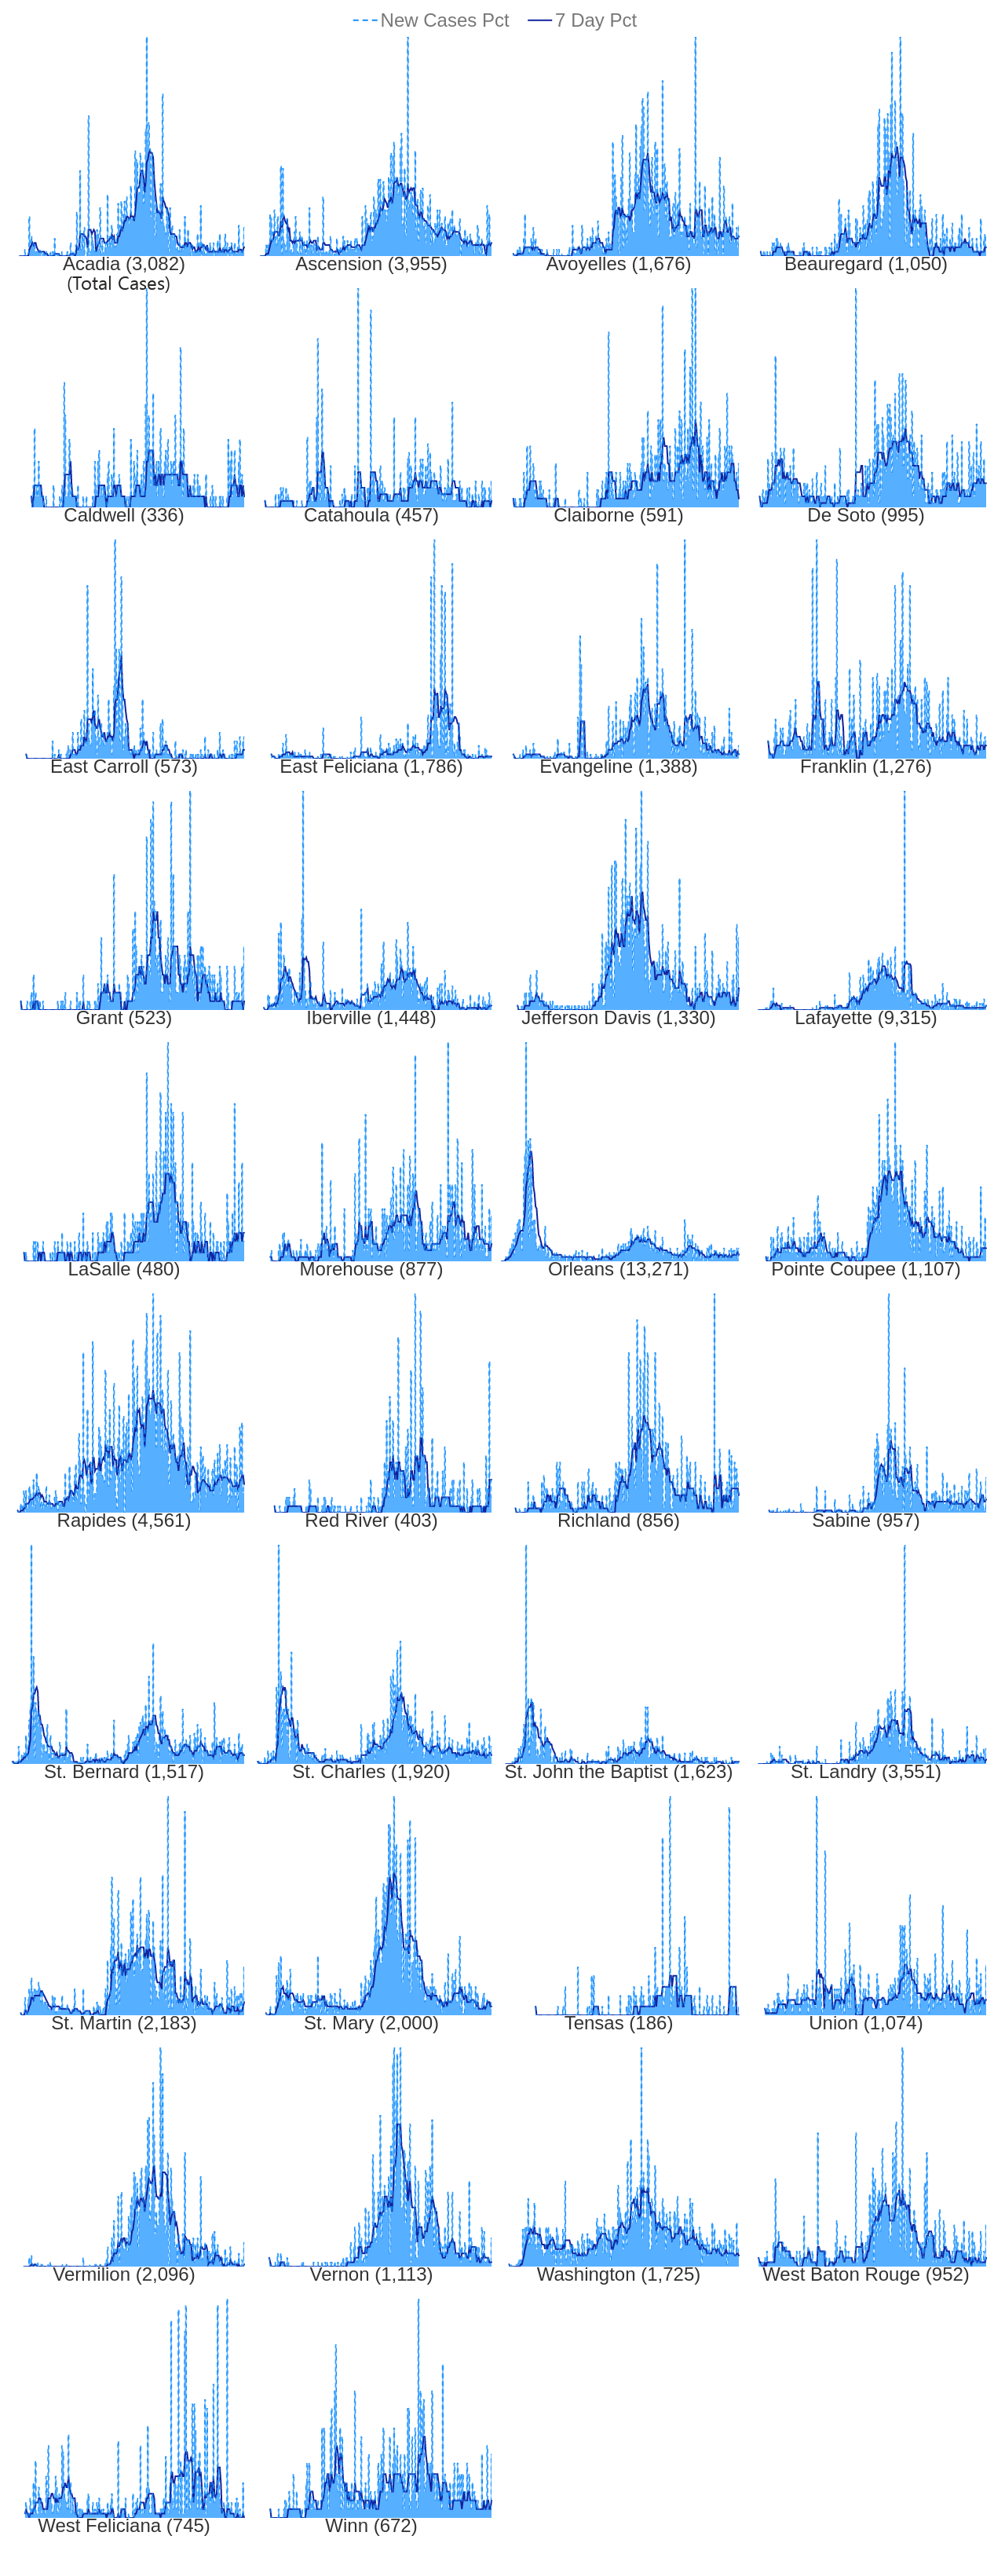 New Cases Pct 7 Day Pct
Acadia (3,082) Ascension (3,955) Avoyelles (1,676) Beauregard (1,050)
(Total Cases)
Caldwell (336) Catahoula (457) Claiborne (591) De Soto (995)
East Carroll (573) East Feliciana (1,786) Evangeline (1,388) Franklin (1,276)
Grant (523) Iberville (1,448) Jefferson Davis (1,330) Lafayette (9,315)
LaSalle (480) Morehouse (877) Orleans (13,271) Pointe Coupee (1,107)
Rapides (4,561) Red River (403) Richland (856) Sabine (957)
St. Bernard (1,517) St. Charles (1,920) St. John the Baptist (1,623) St. Landry (3,551)
St. Martin (2,183) St. Mary (2,000) Tensas (186) Union (1,074)
Vermilion (2,096) Vernon (1,113) Washington (1,725) West Baton Rouge (952)
West Feliciana (745) Winn (672)